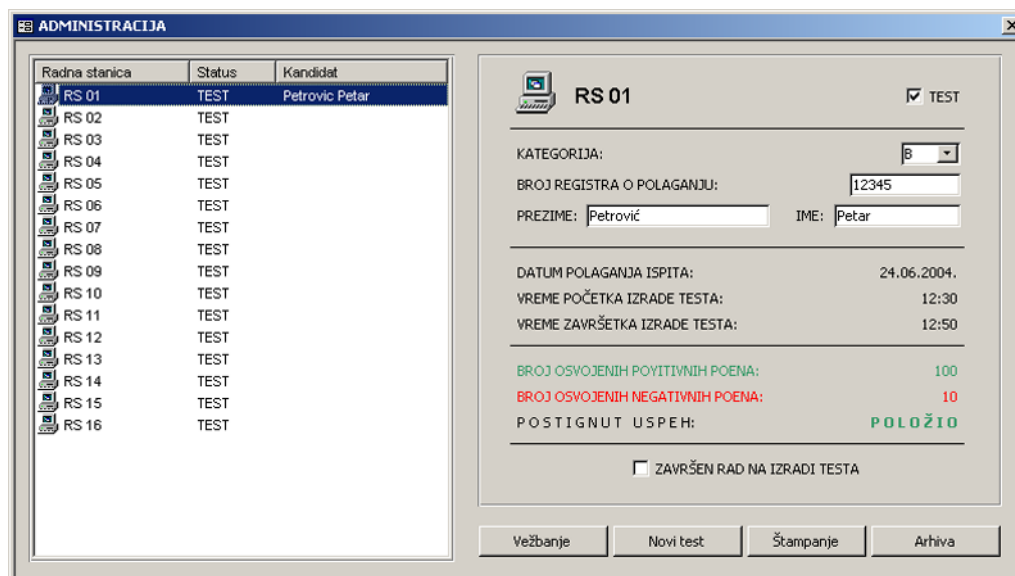 ADMINISTRACIJA
Radna stanica Status Kandidat
RS 01 TEST Petrovic Petar
RS 02 TEST
RS 03 TEST
RS 04 TEST
RS 05 TEST
RS 06 TEST
RS 07 TEST
RS 08 TEST
RS 09 TEST
RS 10 TEST
RS 11 TEST
RS 12 TEST
RS 13 TEST
RS 14 TEST
RS 15 TEST
RS 16 TEST
RS 01 TEST
KATEGORIJA: B
BROJ REGISTRA O POLAGANJU: 12345
PREZIME: Petrović IME: Petar
DATUM POLAGANJA ISPITA: 24.06.2004.
VREME POČETKA IZRADE TESTA: 12:30
VREME ZAVRŠETKA IZRADE TESTA: 12:50
BROJ OSVOJENIH POYITIVNIH POENA: 100
BROJ OSVOJENIH NEGATIVNIH POENA: 10
POSTIGNUT USPEH: POLOŽIO
ZAVRŠEN RAD NA IZRADI TESTA
Vežbanje Novi test Štampanje Arhiva